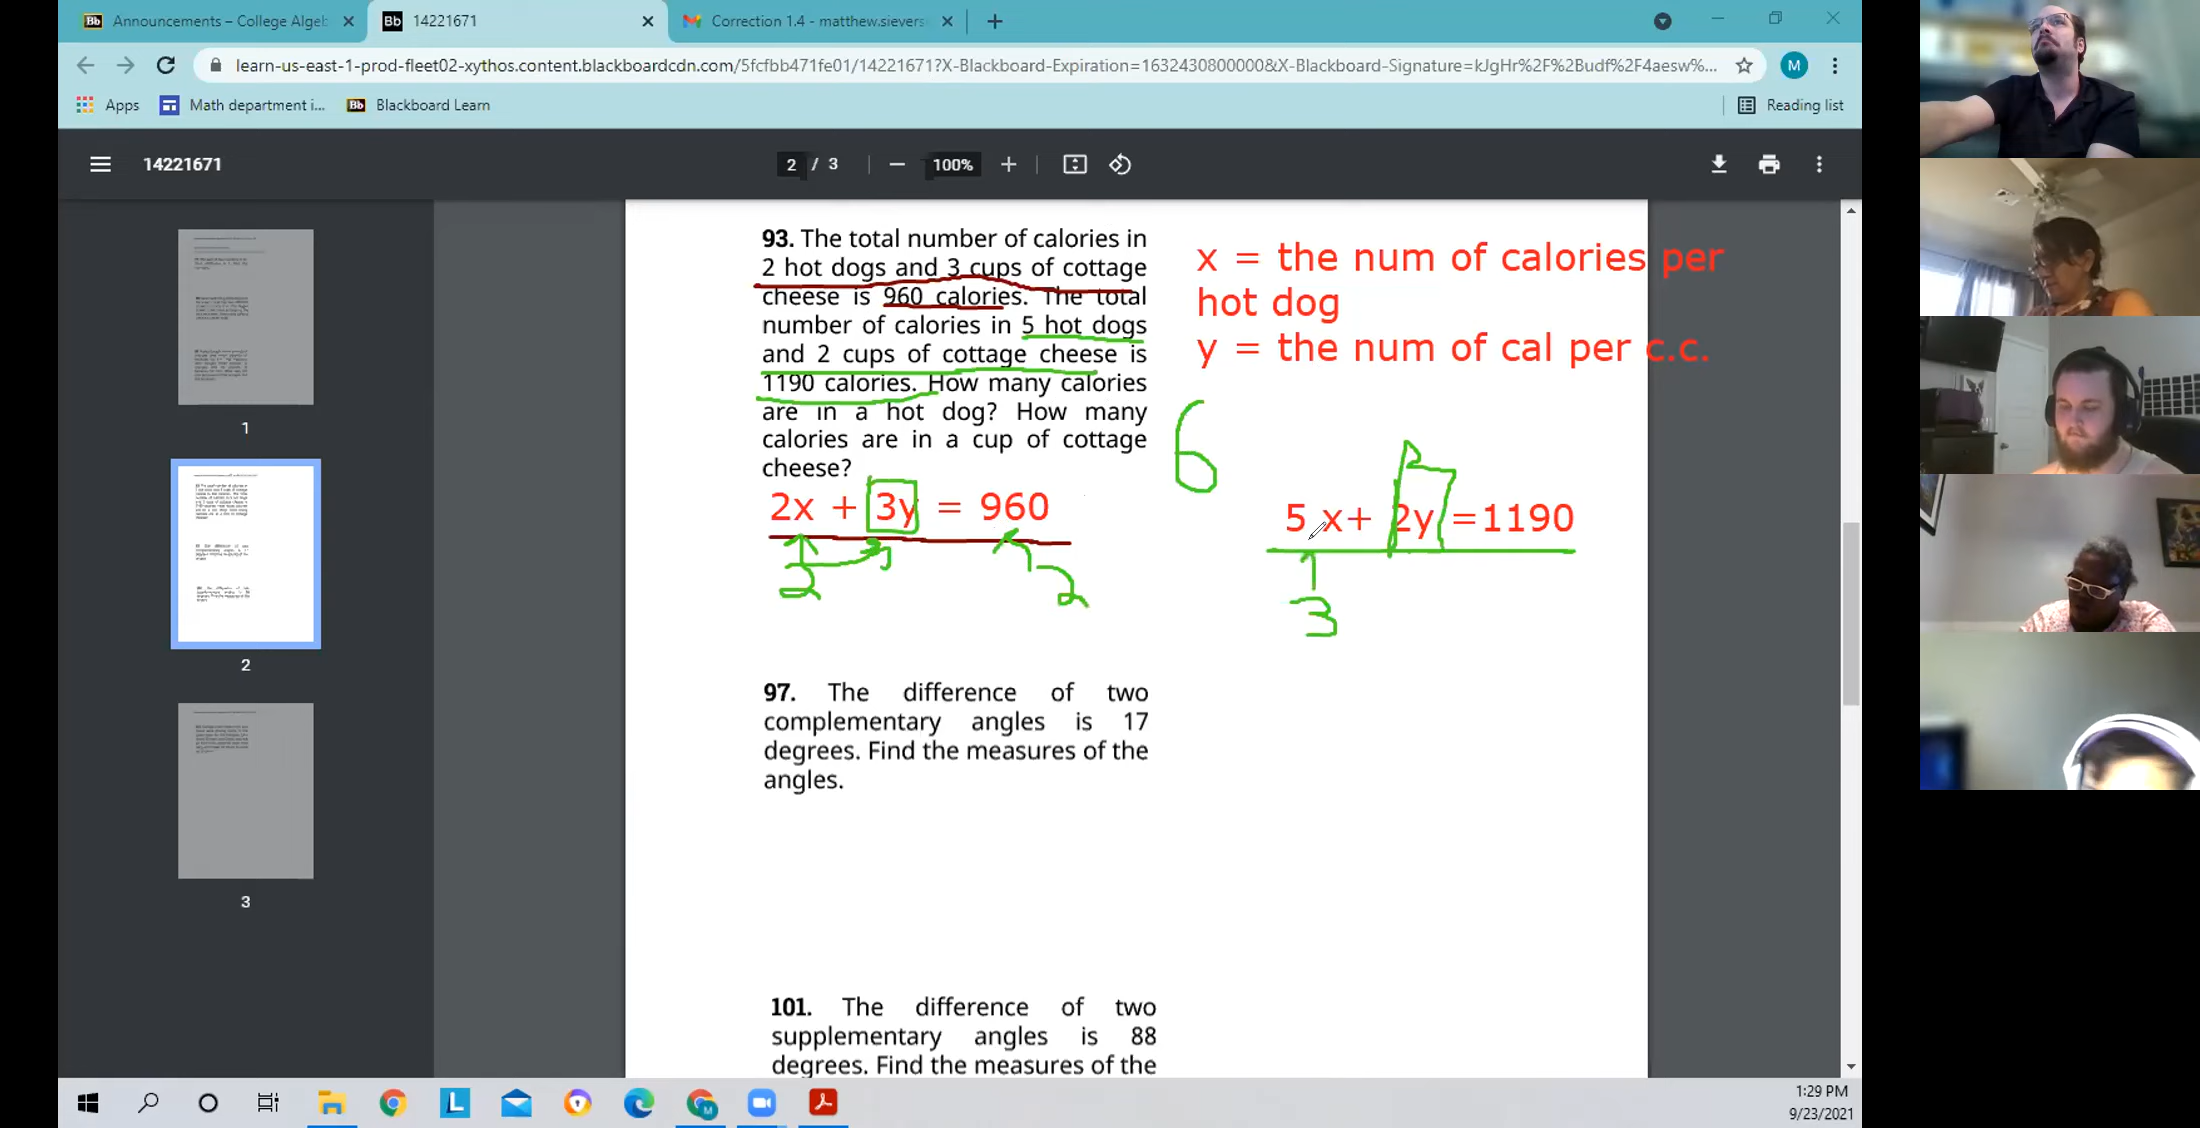 Announcements – College Algeb
14221671
Correction 1.4 - matthew.sievers
learn-us-east-1-prod-fleet02-xythos.content.blackboardcdn.com/5fcfbb471fe01/14221671?X-Blackboard-Expiration=1632430800000&X-Blackboard-Signature=kJgHr%2F%2Budf%2F4aesw%...
M
Apps
Math department i...
Blackboard Learn
Reading list
14221671
2 / 3
100%
1
2
3
93. The total number of calories in
2 hot dogs and 3 cups of cottage
cheese is 960 calories. The total
number of calories in 5 hot dogs
and 2 cups of cottage cheese is
1190 calories. How many calories
are in a hot dog? How many
calories are in a cup of cottage
cheese?
x = the num of calories per
hot dog
y = the num of cal per c.c.
6
2x + 3y = 960
2
2
5 x+ 2y =1190
3
97. The difference of two
complementary angles is 17
degrees. Find the measures of the
angles.
101. The difference of two
supplementary angles is 88
degrees. Find the measures of the
1:29 PM
9/23/2021